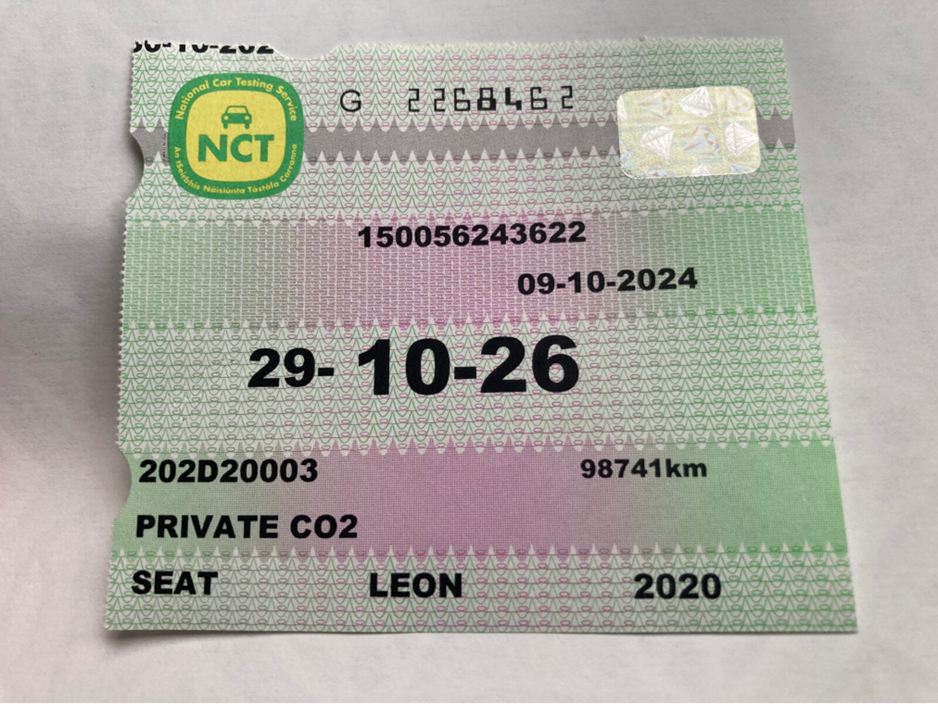 National Car Testing Service
NCT
An tSeirbhís Náisiúnta Tástála Carranna
G 2268462
150056243622
09-10-2024
29- 10-26
202D20003 98741km
PRIVATE CO2
SEAT LEON 2020